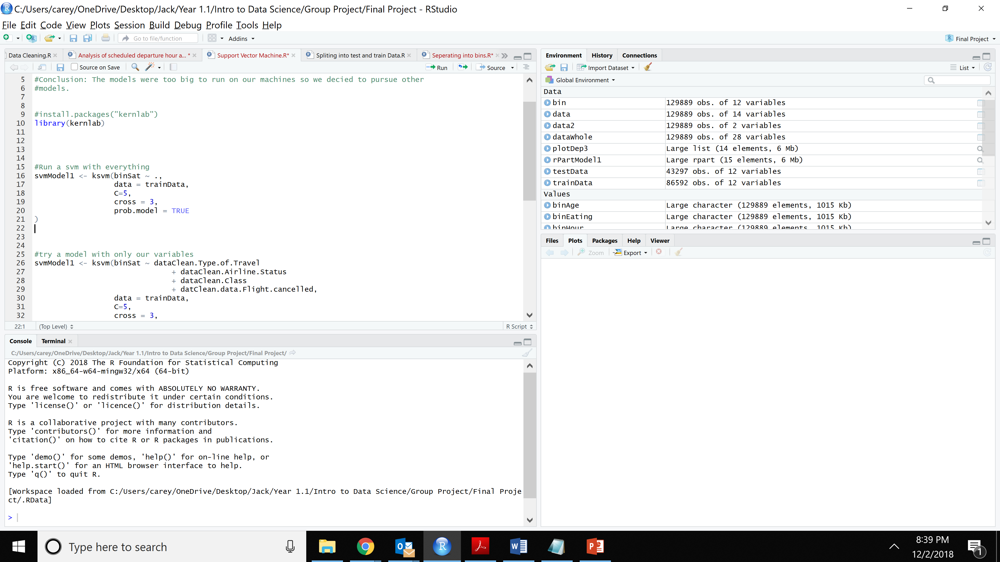 C:/Users/carey/OneDrive/Desktop/Jack/Year 1.1/Intro to Data Science/Group Project/Final Project - RStudio
File Edit Code View Plots Session Build Debug Profile Tools Help
Go to file/function
Addins
Final Project
Data Cleaning.R
Analysis of scheduled departure hour a... *
Support Vector Machine.R*
Spliting into test and train Data.R
Seperating into bins.R*
Source on Save
Run
Source
5 #Conclusion: The models were too big to run on our machines so we decied to pursue other
6 #models.
7
8
9 #install.packages("kernlab")
10 library(kernlab)
11
12
13
14
15 #Run a svm with everything
16 svmModel1 <- ksvm(binSat ~ .,
17 data = trainData,
18 C=5,
19 cross = 3,
20 prob.model = TRUE
21 )
22
23
24
25 #try a model with only our variables
26 svmModel1 <- ksvm(binSat ~ dataClean.Type.of.Travel
27 + dataClean.Airline.Status
28 + dataClean.Class
29 + datClean.data.Flight.cancelled,
30 data = trainData,
31 C=5,
32 cross = 3,
22:1 (Top Level) R Script
Console Terminal
C:/Users/carey/OneDrive/Desktop/Jack/Year 1.1/Intro to Data Science/Group Project/Final Project/
Copyright (C) 2018 The R Foundation for Statistical Computing
Platform: x86_64-w64-mingw32/x64 (64-bit)
R is free software and comes with ABSOLUTELY NO WARRANTY.
You are welcome to redistribute it under certain conditions.
Type 'license()' or 'licence()' for distribution details.
R is a collaborative project with many contributors.
Type 'contributors()' for more information and
'citation()' on how to cite R or R packages in publications.
Type 'demo()' for some demos, 'help()' for on-line help, or
'help.start()' for an HTML browser interface to help.
Type 'q()' to quit R.
[Workspace loaded from C:/Users/carey/OneDrive/Desktop/Jack/Year 1.1/Intro to Data Science/Group Project/Final Proje
ct/.RData]
>
Environment History Connections
Import Dataset List
Global Environment
Data
bin 129889 obs. of 12 variables
data 129889 obs. of 14 variables
data2 129889 obs. of 2 variables
dataWhole 129889 obs. of 28 variables
plotDep3 Large list (14 elements, 6 Mb)
rPartModel1 Large rpart (15 elements, 6 Mb)
testData 43297 obs. of 12 variables
trainData 86592 obs. of 12 variables
Values
binAge Large character (129889 elements, 1015 Kb)
binEating Large character (129889 elements, 1015 Kb)
binHour Large character (129889 elements, 1015 Kb)
Files Plots Packages Help Viewer
Zoom Export
Type here to search
8:39 PM
12/2/2018
1